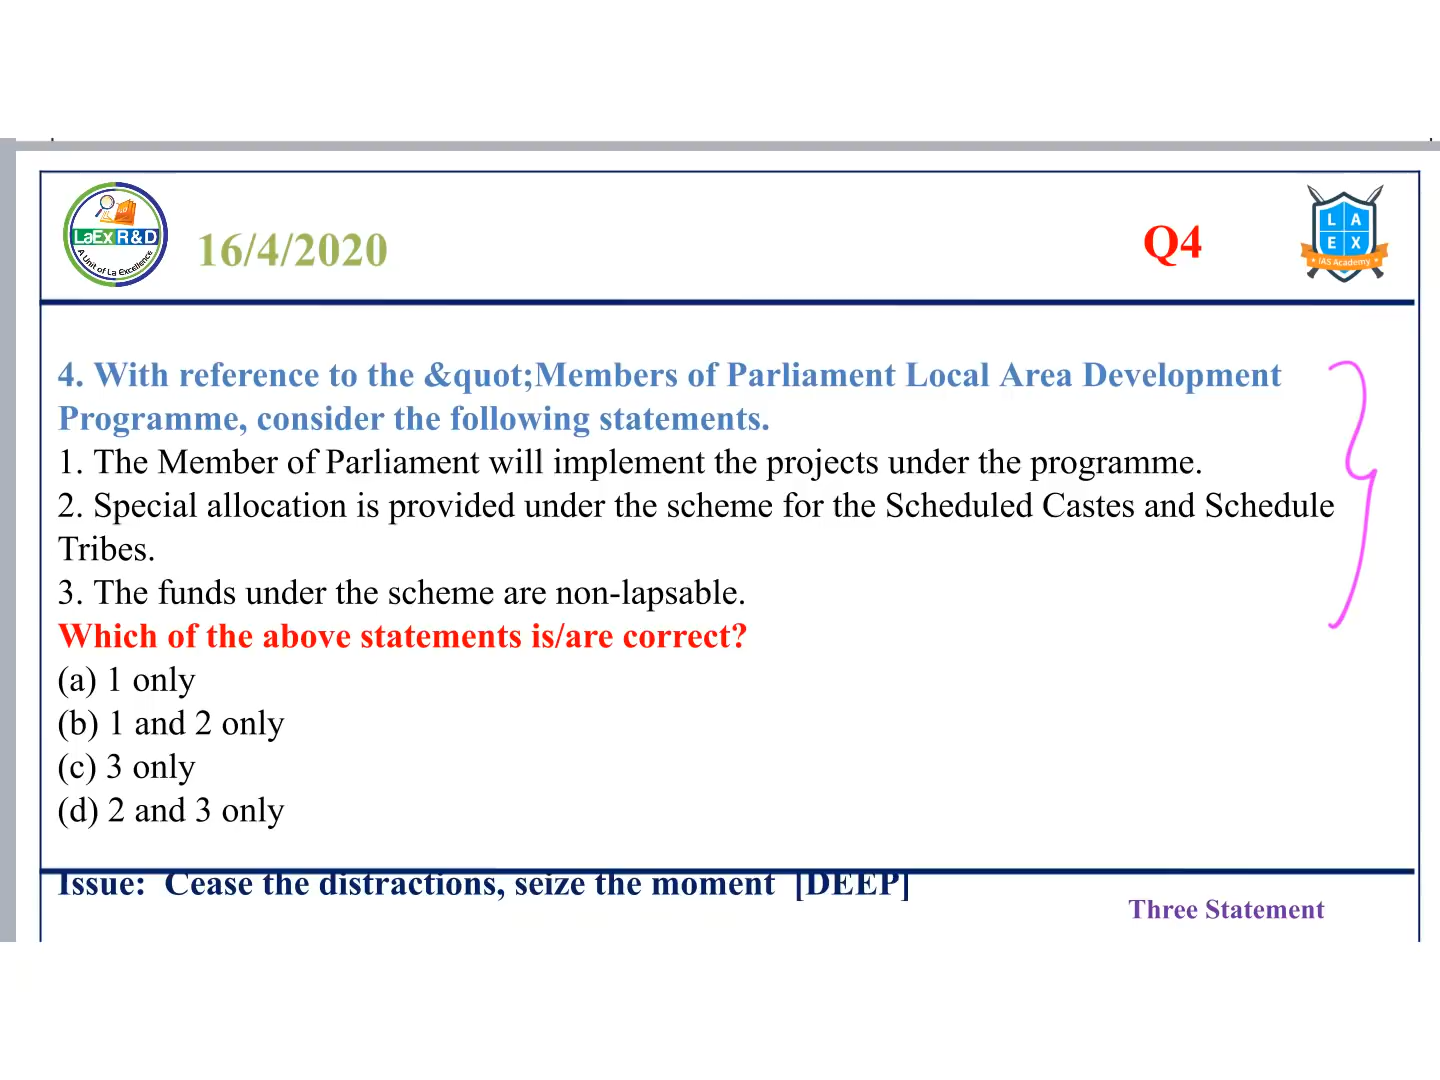 LaEx R&D
A Unit of La Excellence
16/4/2020
Q4
L A
E X
IAS Academy
4. With reference to the &quot;Members of Parliament Local Area Development
Programme, consider the following statements.
1. The Member of Parliament will implement the projects under the programme.
2. Special allocation is provided under the scheme for the Scheduled Castes and Schedule
Tribes.
3. The funds under the scheme are non-lapsable.
Which of the above statements is/are correct?
(a) 1 only
(b) 1 and 2 only
(c) 3 only
(d) 2 and 3 only
Issue: Cease the distractions, seize the moment [DEEP]
Three Statement